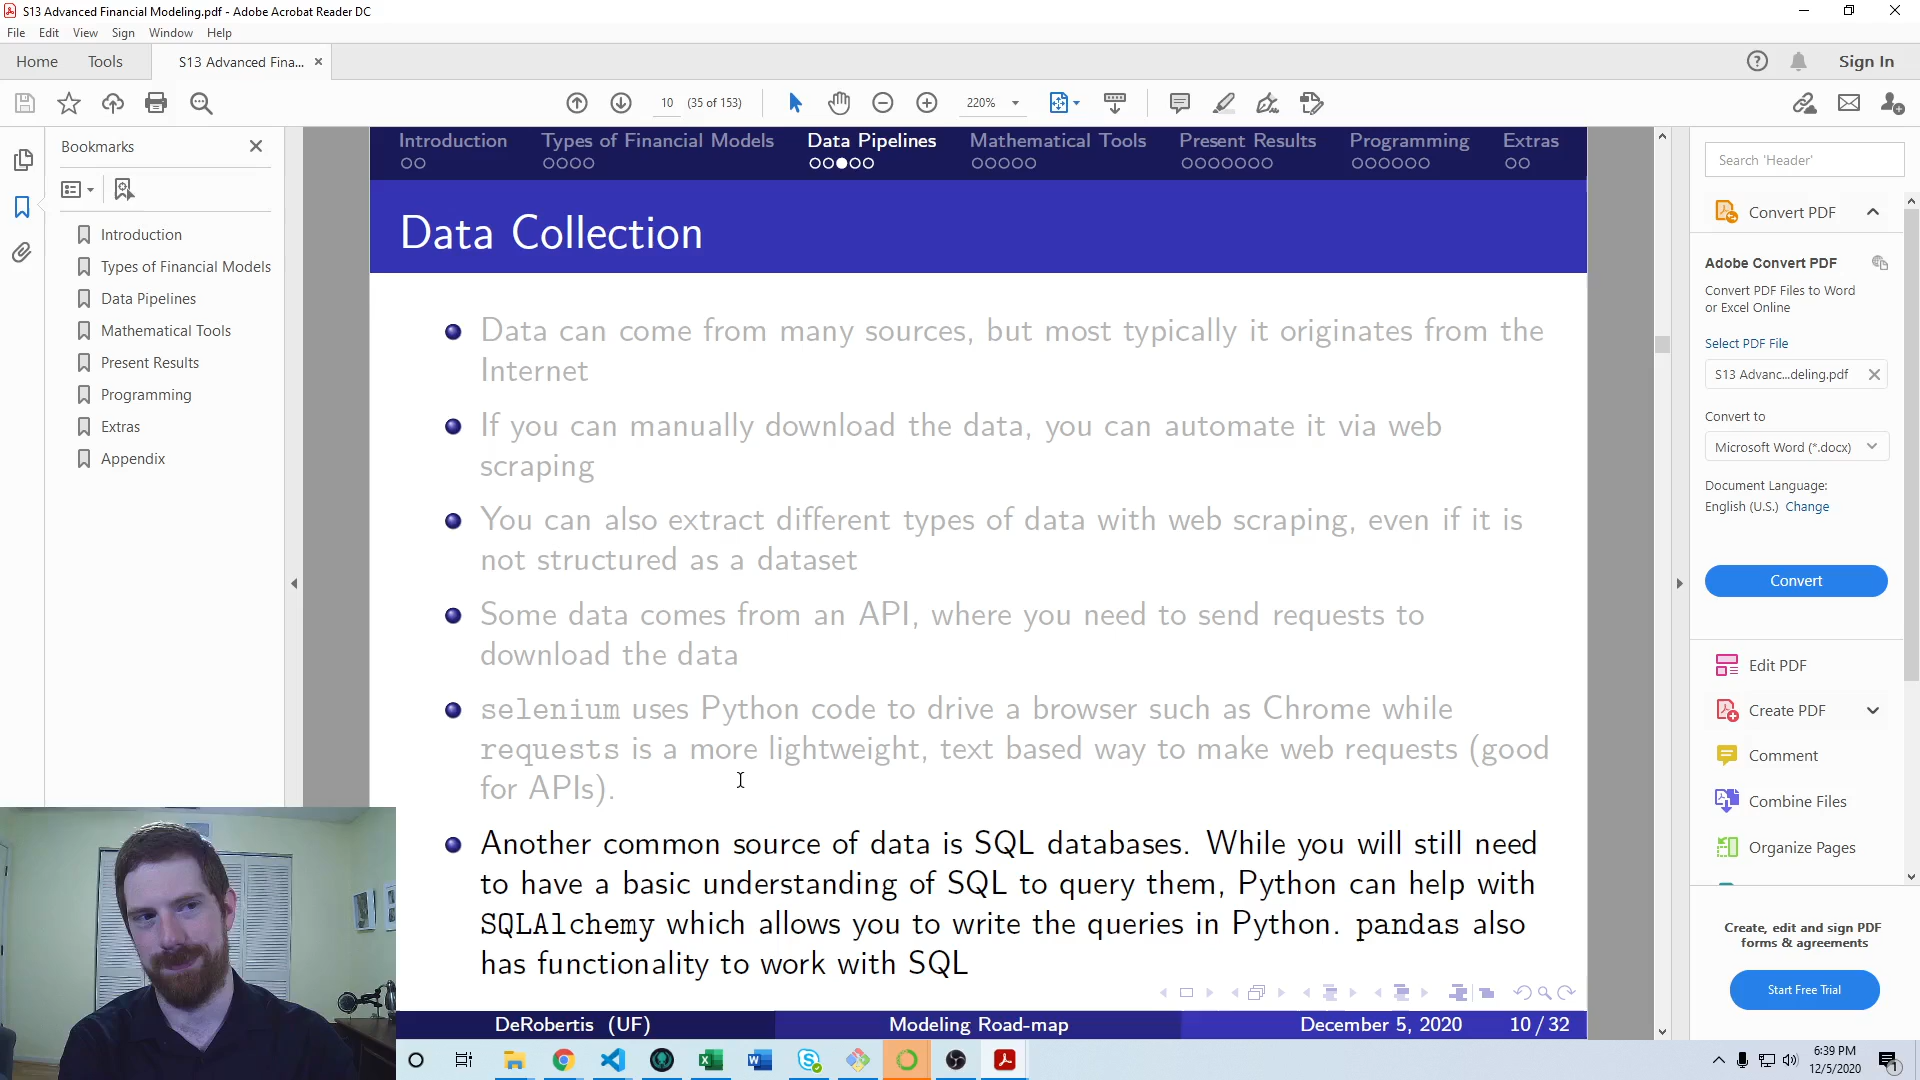 S13 Advanced Financial Modeling.pdf - Adobe Acrobat Reader DC
File Edit View Sign Window Help
Home Tools S13 Advanced Fina... × Sign In
10 (35 of 153) 220%
Bookmarks
Introduction
Types of Financial Models
Data Pipelines
Mathematical Tools
Present Results
Programming
Extras
Appendix
Introduction Types of Financial Models Data Pipelines Mathematical Tools Present Results Programming Extras
Data Collection
Data can come from many sources, but most typically it originates from the
Internet
If you can manually download the data, you can automate it via web
scraping
You can also extract different types of data with web scraping, even if it is
not structured as a dataset
Some data comes from an API, where you need to send requests to
download the data
selenium uses Python code to drive a browser such as Chrome while
requests is a more lightweight, text based way to make web requests (good
for APIs).
Another common source of data is SQL databases. While you will still need
to have a basic understanding of SQL to query them, Python can help with
SQLAlchemy which allows you to write the queries in Python. pandas also
has functionality to work with SQL
DeRobertis (UF) Modeling Road-map December 5, 2020 10 / 32
Search 'Header'
Convert PDF
Adobe Convert PDF
Convert PDF Files to Word
or Excel Online
Select PDF File
S13 Advanc...deling.pdf
Convert to
Microsoft Word (*.docx)
Document Language:
English (U.S.) Change
Convert
Edit PDF
Create PDF
Comment
Combine Files
Organize Pages
Create, edit and sign PDF
forms & agreements
Start Free Trial
6:39 PM
12/5/2020
1